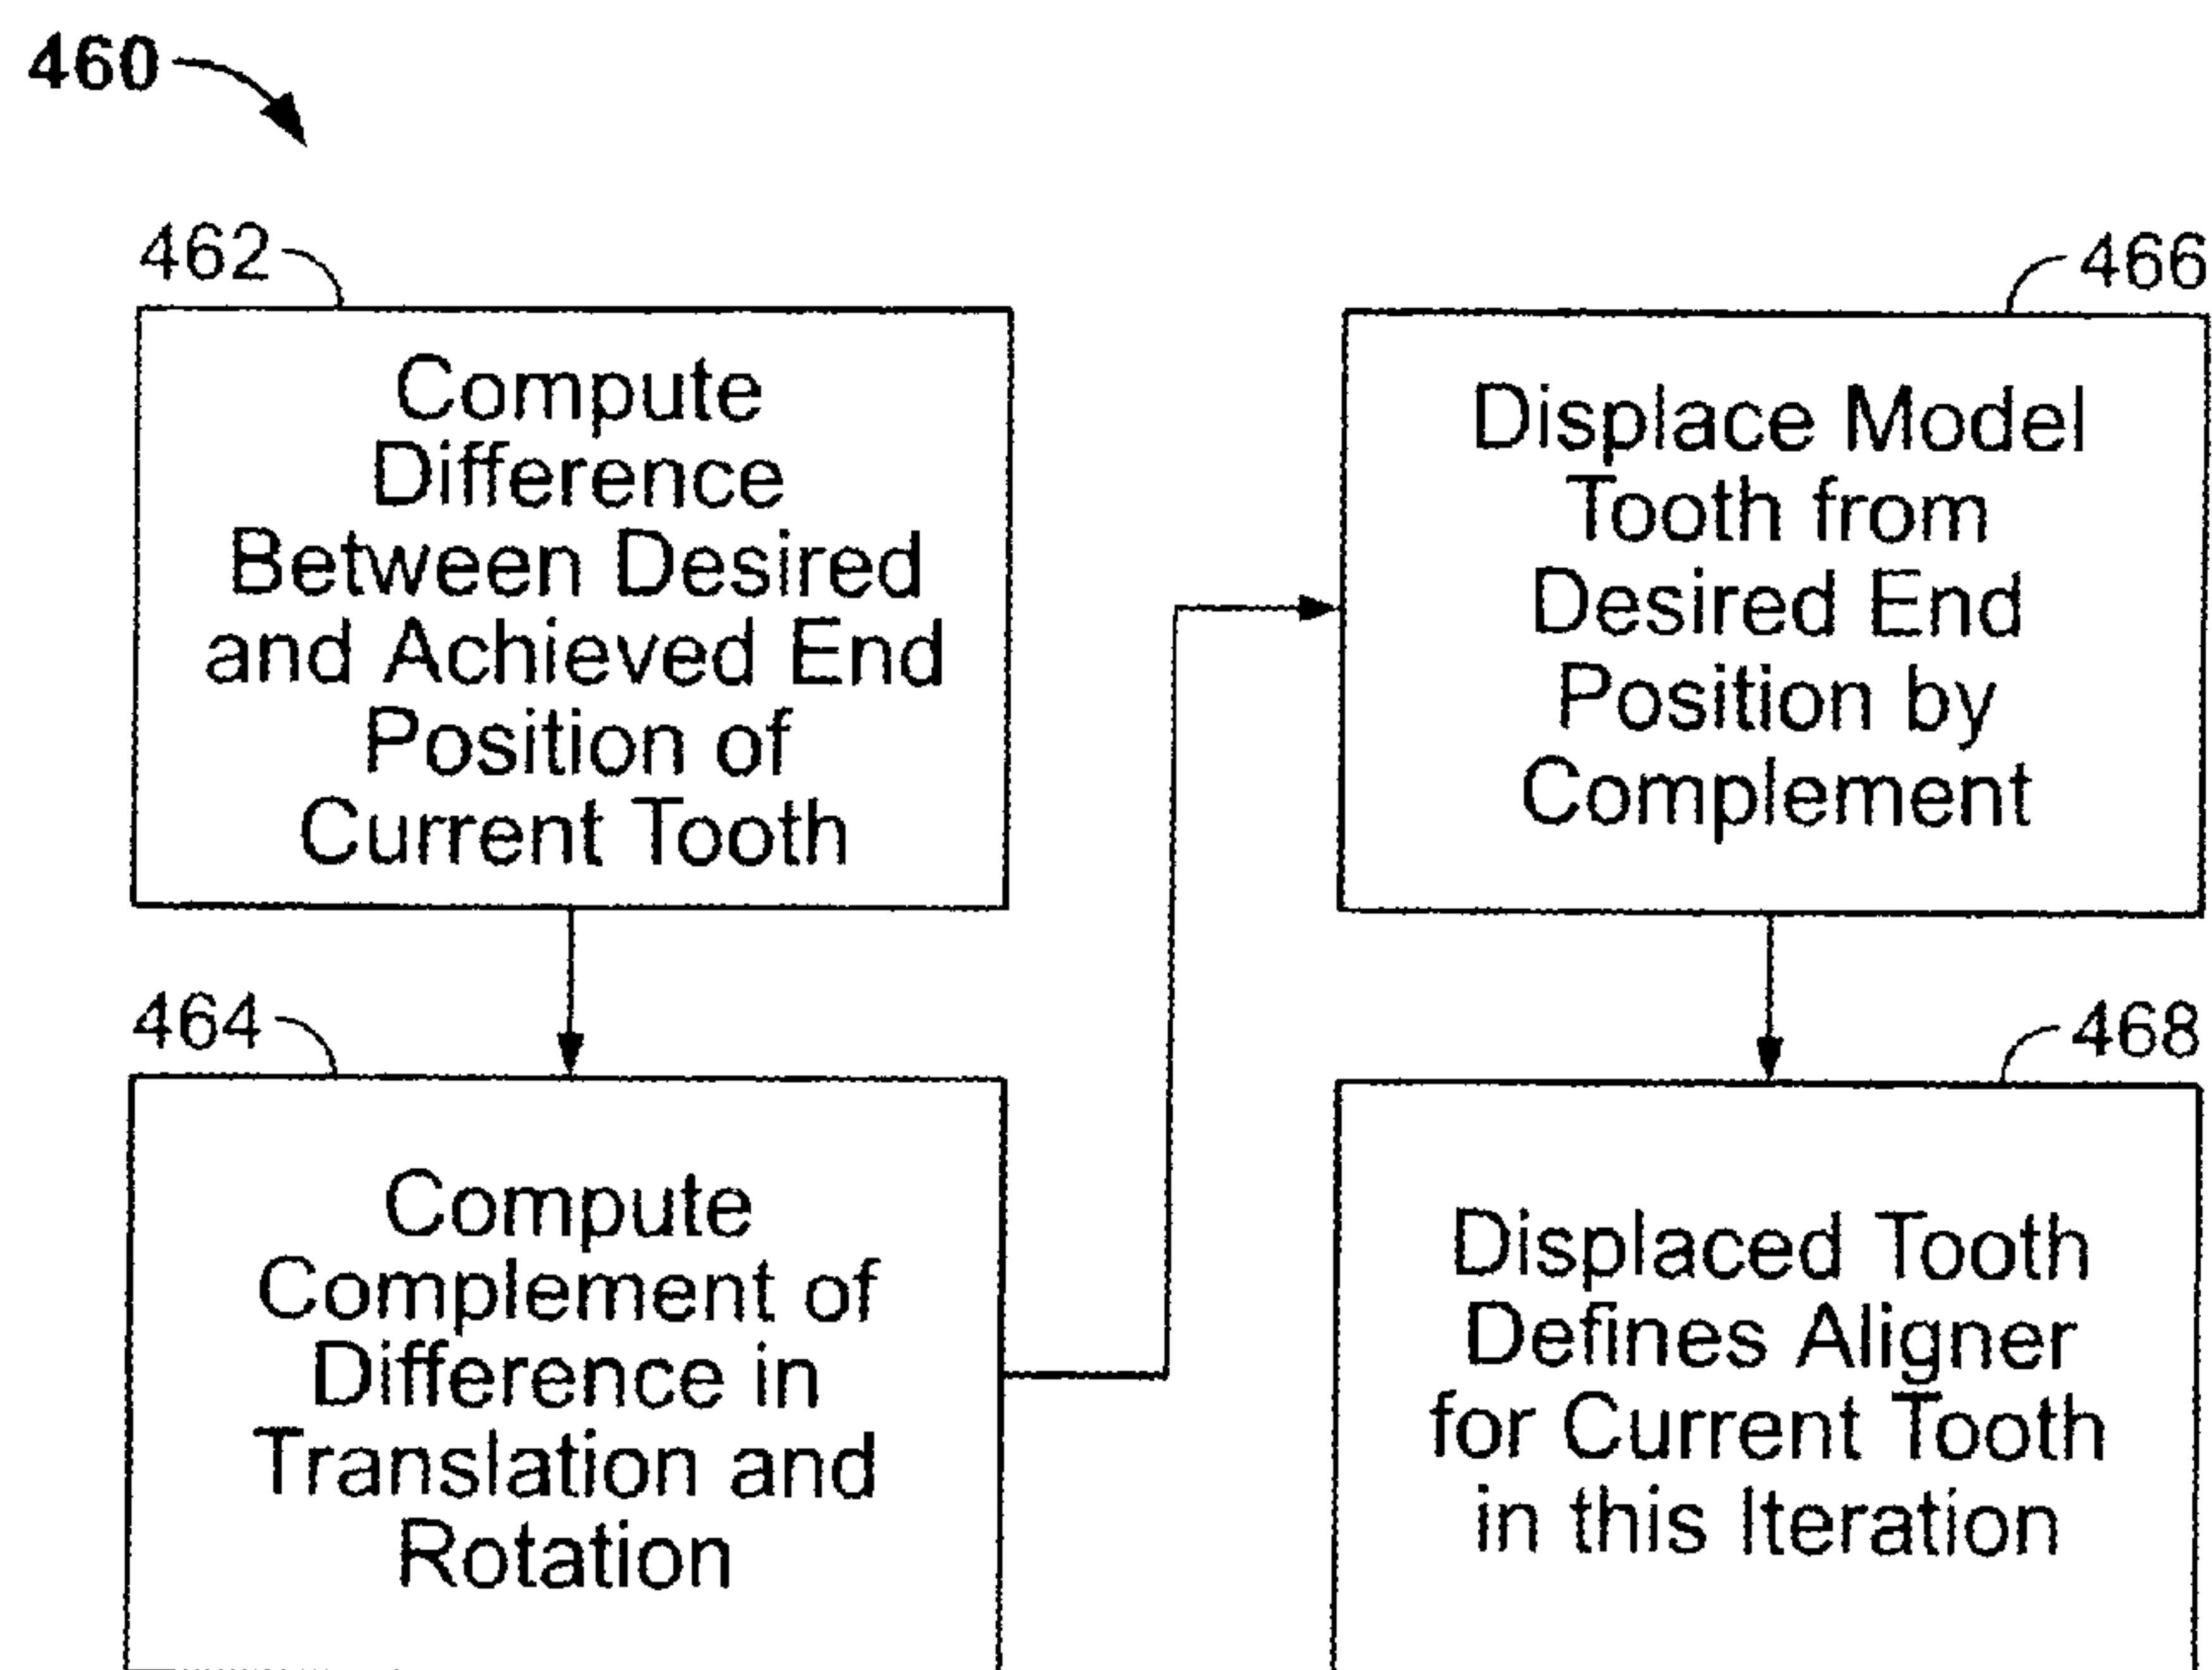 460
462
Compute
Difference
Between Desired
and Achieved End
Position of
Current Tooth
464
Compute
Complement of
Difference in
Translation and
Rotation
466
Displace Model
Tooth from
Desired End
Position by
Complement
468
Displaced Tooth
Defines Aligner
for Current Tooth
in this Iteration